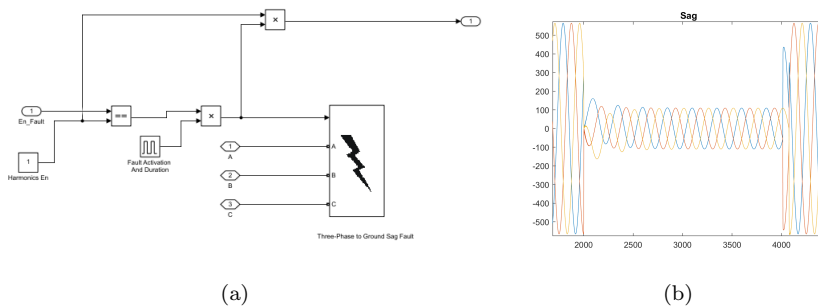 ×
1
1
En_Fault
==
×
1
Harmonics En
Fault Activation
And Duration
1
A
2
B
3
C
A
B
C
Three-Phase to Ground Sag Fault
(a)
Sag
500
400
300
200
100
0
-100
-200
-300
-400
-500
2000 2500 3000 3500 4000
(b)